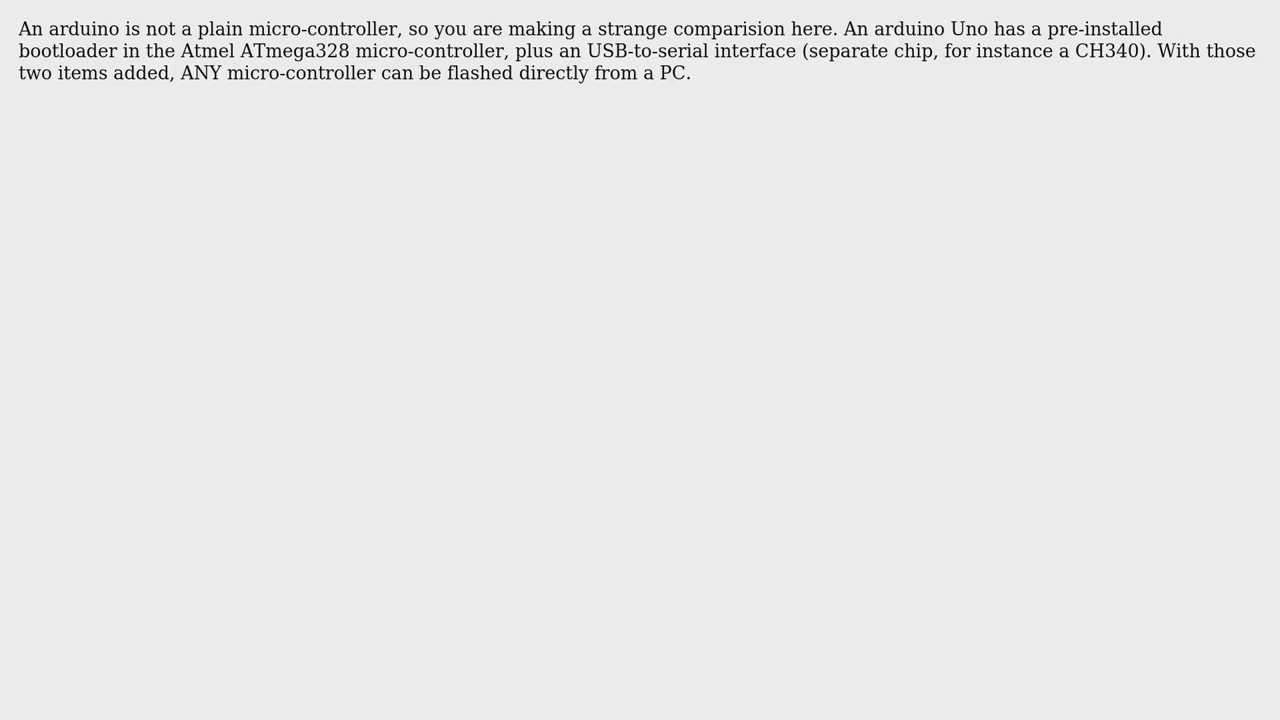 An arduino is not a plain micro-controller, so you are making a strange comparision here. An arduino Uno has a pre-installed
bootloader in the Atmel ATmega328 micro-controller, plus an USB-to-serial interface (separate chip, for instance a CH340). With those
two items added, ANY micro-controller can be flashed directly from a PC.